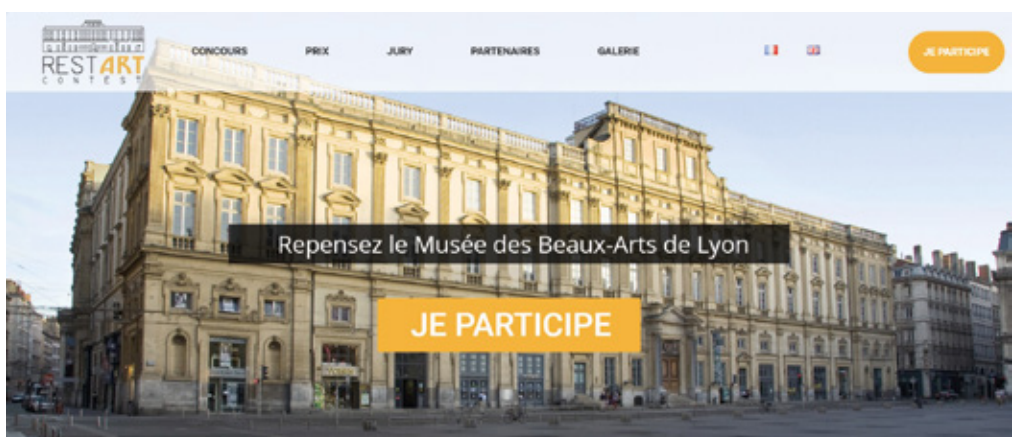 RESTART
CONTEST
CONCOURS PRIX JURY PARTENAIRES GALERIE JE PARTICIPE
Repensez le Musée des Beaux-Arts de Lyon
JE PARTICIPE